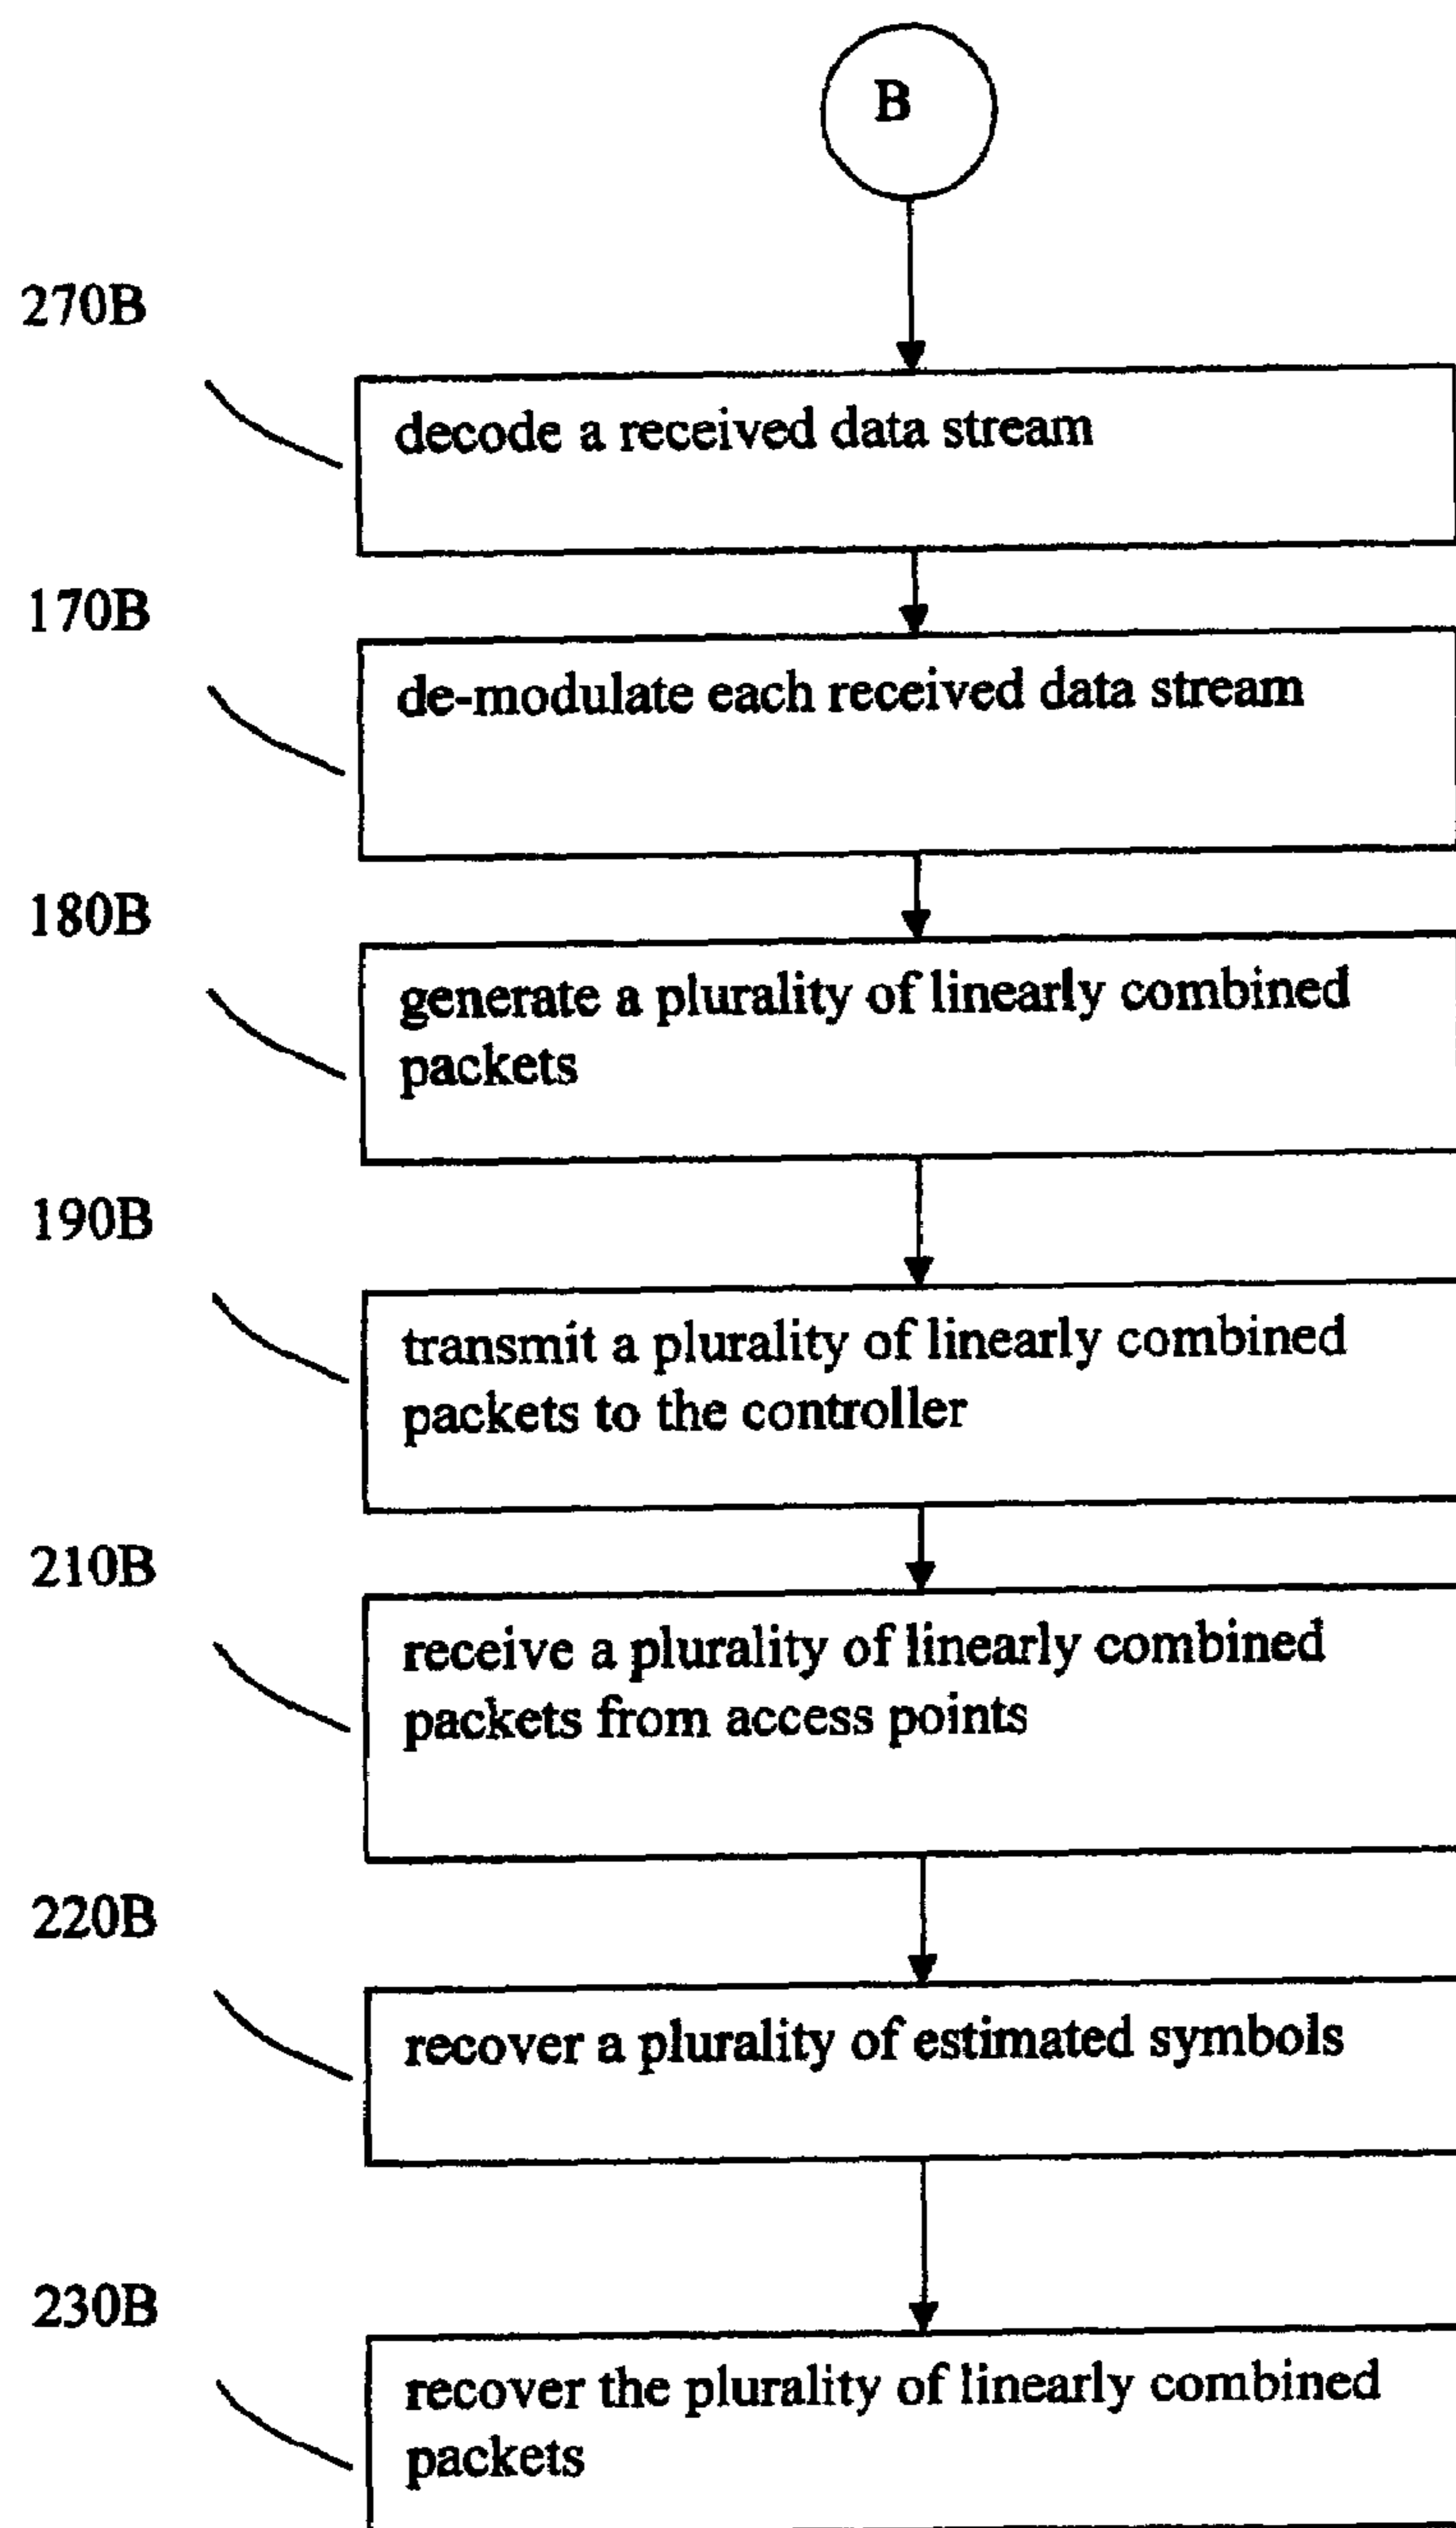 B
270B
decode a received data stream
170B
de-modulate each received data stream
180B
generate a plurality of linearly combined
packets
190B
transmit a plurality of linearly combined
packets to the controller
210B
receive a plurality of linearly combined
packets from access points
220B
recover a plurality of estimated symbols
230B
recover the plurality of linearly combined
packets